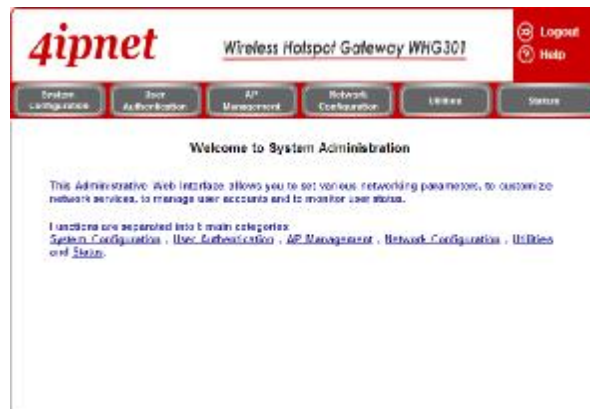 4ipnet
Wireless Hotspot Gateway WHG301
Logout
Help
System Configuration
User Authentication
AP Management
Network Configuration
Utilities
Status
Welcome to System Administration
This Administrative Web Interface allows you to set various networking parameters, to customize
network services, to manage user accounts and to monitor user status.
Functions are separated into 6 main categories:
System Configuration , User Authentication , AP Management , Network Configuration , Utilities
and Status.